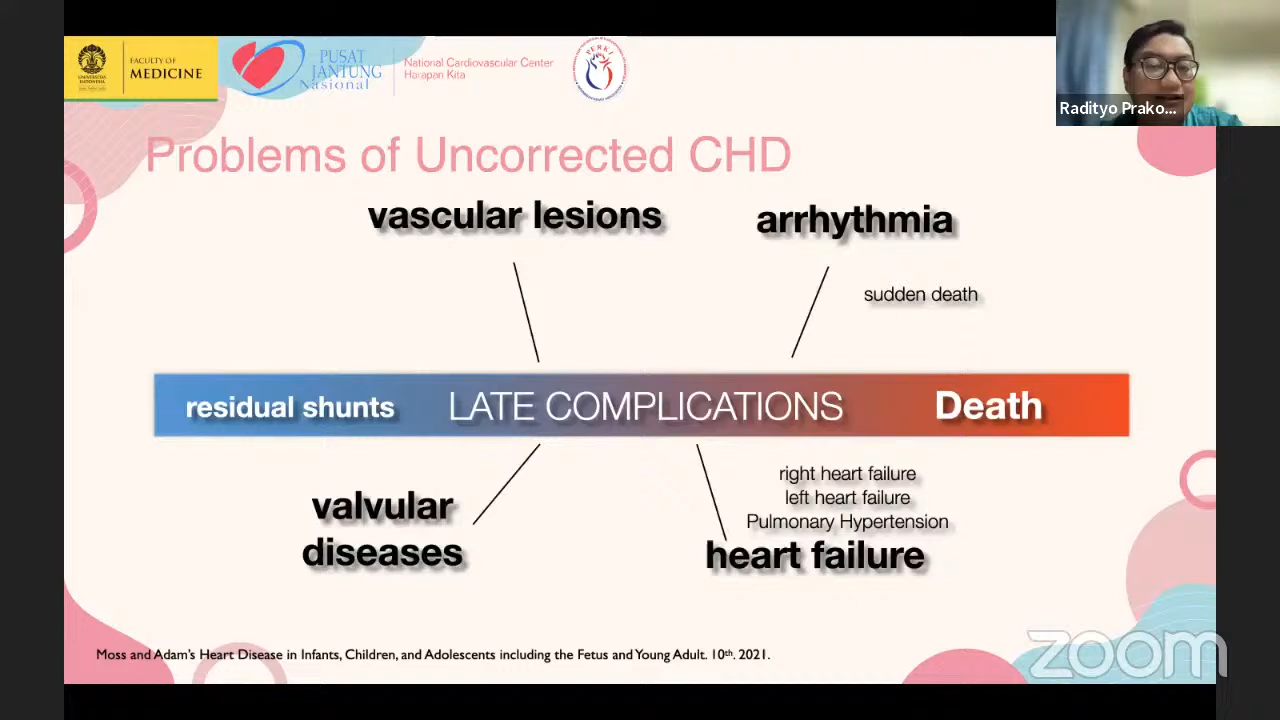 FACULTY OF
MEDICINE
UNIVERSITAS
INDONESIA
PUSAT
JANTUNG
Nasional
National Cardiovascular Center
Harapan Kita
PERKI
Radityo Prako...
Problems of Uncorrected CHD
vascular lesions
arrhythmia
sudden death
residual shunts
LATE COMPLICATIONS
Death
right heart failure
left heart failure
Pulmonary Hypertension
valvular
diseases
heart failure
Moss and Adam's Heart Disease in Infants, Children, and Adolescents including the Fetus and Young Adult. 10th. 2021.
zoom